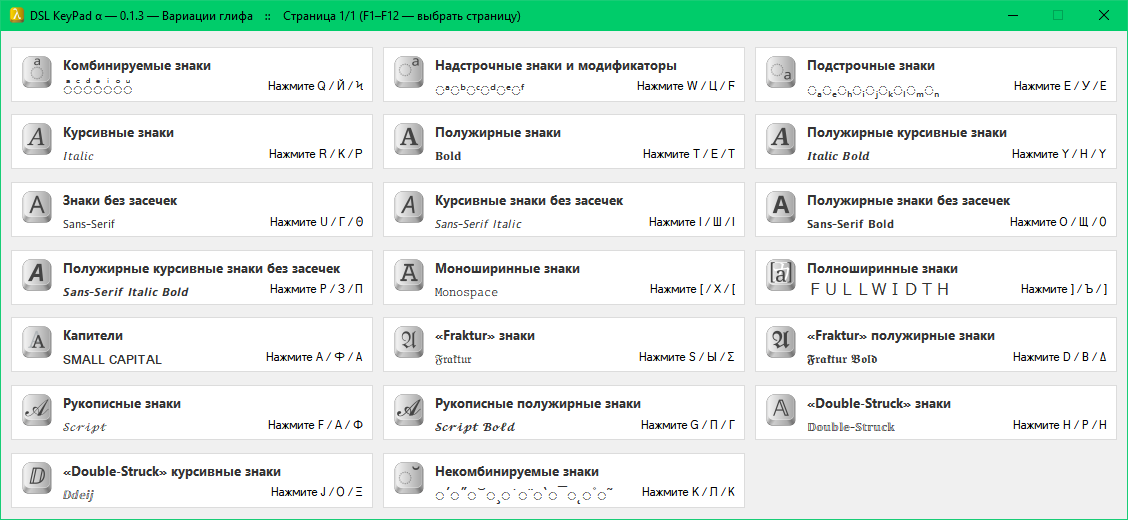 DSL KeyPad α — 0.1.3 — Вариации глифа :: Страница 1/1 (F1–F12 — выбрать страницу)
Комбинируемые знаки
◌ͣ◌ͨ◌ͩ◌ͤ◌ͥ◌ͦ◌ͧ Нажмите Q / Й / Ϟ
Надстрочные знаки и модификаторы
◌ᵃ◌ᵇ◌ᶜ◌ᵈ◌ᵉ◌ᶠ Нажмите W / Ц / Ϝ
Подстрочные знаки
◌ₐ◌ₑ◌ₕ◌ᵢ◌ⱼ◌ₖ◌ₗ◌ₘ◌ₙ Нажмите E / У / Ε
Курсивные знаки
𝐼𝑡𝑎𝑙𝑖𝑐 Нажмите R / К / Ρ
Полужирные знаки
𝐁𝐨𝐥𝐝 Нажмите T / Е / Τ
Полужирные курсивные знаки
𝑰𝒕𝒂𝒍𝒊𝒄 𝑩𝒐𝒍𝒅 Нажмите Y / Н / Υ
Знаки без засечек
𝖲𝖺𝗇𝗌-𝖲𝖾𝗋𝗂𝖿 Нажмите U / Г / Θ
Курсивные знаки без засечек
𝘚𝘢𝘯𝘴-𝘚𝘦𝘳𝘪𝘧 𝘐𝘵𝘢𝘭𝘪𝘤 Нажмите I / Ш / Ι
Полужирные знаки без засечек
𝗦𝗮𝗻𝘀-𝗦𝗲𝗿𝗶𝗳 𝗕𝗼𝗹𝗱 Нажмите O / Щ / Ο
Полужирные курсивные знаки без засечек
𝙎𝙖𝙣𝙨-𝙎𝙚𝙧𝙞𝙛 𝙄𝙩𝙖𝙡𝙞𝙘 𝘽𝙤𝙡𝙙 Нажмите P / З / Π
Моноширинные знаки
𝙼𝚘𝚗𝚘𝚜𝚙𝚊𝚌𝚎 Нажмите [ / Х / [
Полноширинные знаки
ＦＵＬＬＷＩＤＴＨ Нажмите ] / Ъ / ]
Капители
SMALL CAPITAL Нажмите A / Ф / Α
«Fraktur» знаки
𝔉𝔯𝔞𝔨𝔱𝔲𝔯 Нажмите S / Ы / Σ
«Fraktur» полужирные знаки
𝕱𝖗𝖆𝖐𝖙𝖚𝖗 𝕭𝖔𝖑𝖉 Нажмите D / В / Δ
Рукописные знаки
𝒮𝒸𝓇𝒾𝓅𝓉 Нажмите F / А / Φ
Рукописные полужирные знаки
𝓢𝓬𝓻𝓲𝓹𝓽 𝓑𝓸𝓵𝓭 Нажмите G / П / Γ
«Double-Struck» знаки
𝔻𝕠𝕦𝕓𝕝𝕖-𝕊𝕥𝕣𝕦𝕔𝕜 Нажмите H / Р / Η
«Double-Struck» курсивные знаки
ⅅⅆⅇⅈⅉ Нажмите J / О / Ξ
Некомбинируемые знаки
Нажмите K / Л / Κ